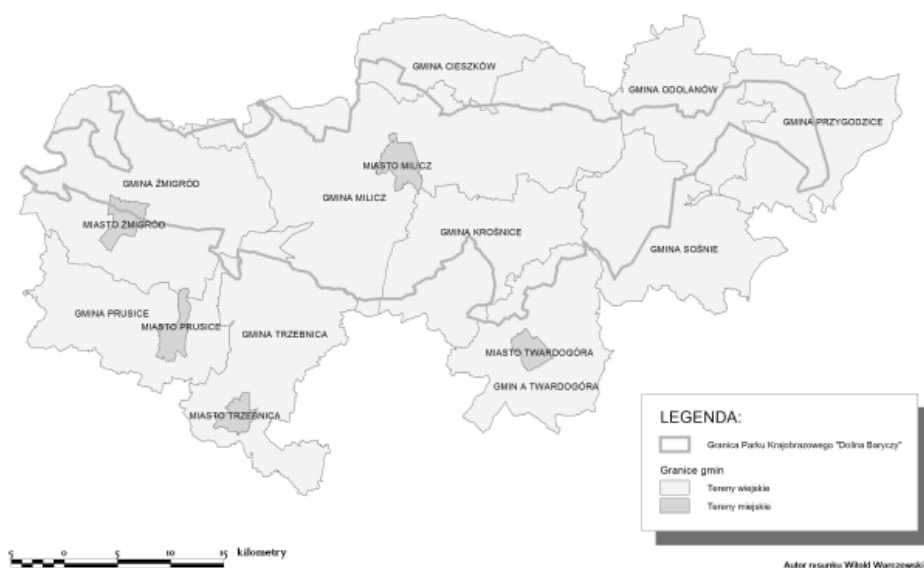 GMINA CIESZKÓW
GMINA ODOLANÓW
GMINA PRZYGODZICE
MIASTO MILICZ
GMINA ŻMIGRÓD
GMINA MILICZ
MIASTO ŻMIGRÓD
GMINA KROŚNICE
GMINA SOŚNIE
GMINA PRUSICE
MIASTO PRUSICE
GMINA TRZEBNICA
MIASTO TWARDOGÓRA
GMIN A TWARDOGÓRA
MIASTO TRZEBNICA
LEGENDA:
Granica Parku Krajobrazowego "Dolina Baryczy"
Granice gmin
Tereny wiejskie
Tereny miejskie
5 0 5 10 15 kilometry
Autor rysunku Witold Warczewski